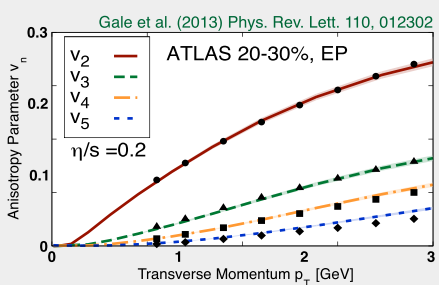 Gale et al. (2013) Phys. Rev. Lett. 110, 012302
0.3
ATLAS 20-30%, EP
v2
v3
v4
v5
η/s =0.2
0.2
0.1
0
Anisotropy Parameter vn
0 1 2 3
Transverse Momentum pT [GeV]